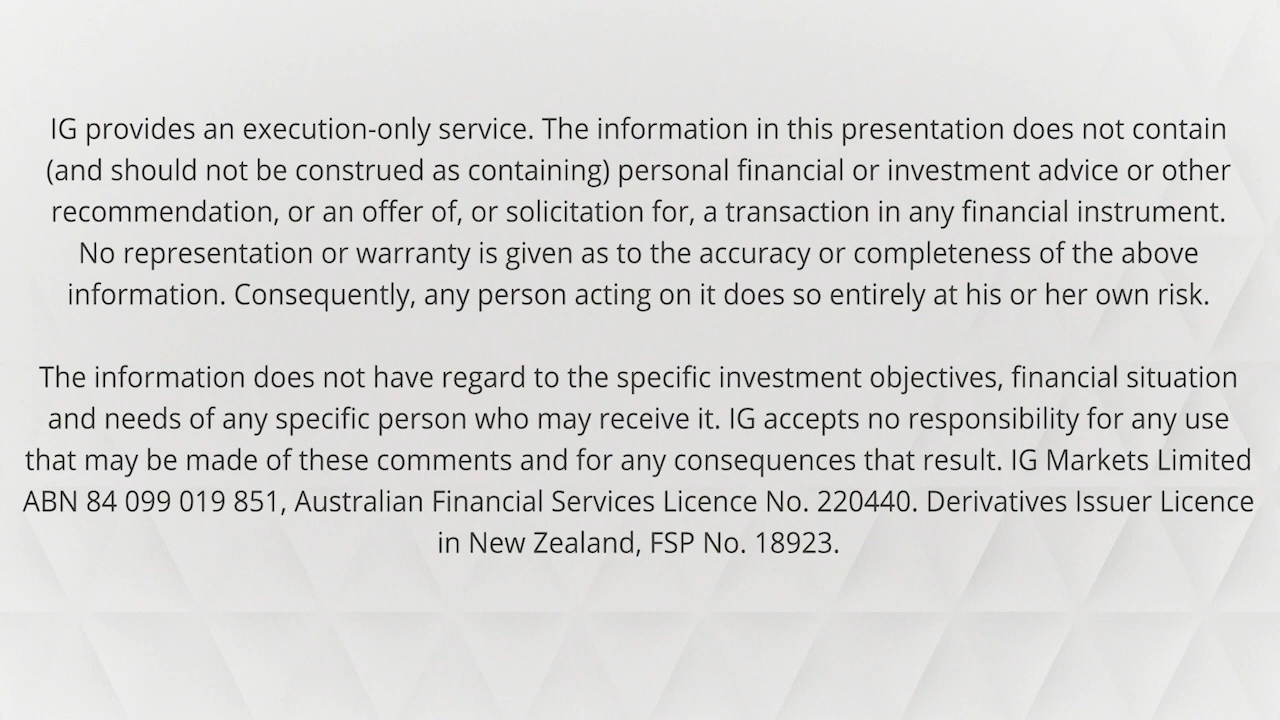 IG provides an execution-only service. The information in this presentation does not contain
(and should not be construed as containing) personal financial or investment advice or other
recommendation, or an offer of, or solicitation for, a transaction in any financial instrument.
No representation or warranty is given as to the accuracy or completeness of the above
information. Consequently, any person acting on it does so entirely at his or her own risk.
The information does not have regard to the specific investment objectives, financial situation
and needs of any specific person who may receive it. IG accepts no responsibility for any use
that may be made of these comments and for any consequences that result. IG Markets Limited
ABN 84 099 019 851, Australian Financial Services Licence No. 220440. Derivatives Issuer Licence
in New Zealand, FSP No. 18923.